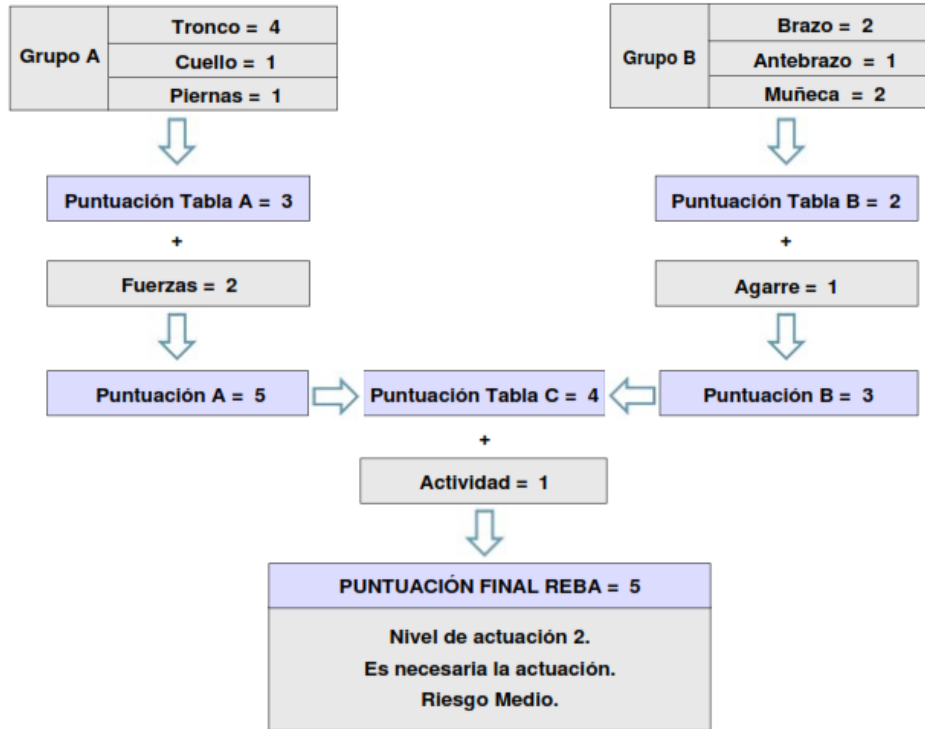 Grupo A
Tronco = 4
Cuello = 1
Piernas = 1
Grupo B
Brazo = 2
Antebrazo = 1
Muñeca = 2
Puntuación Tabla A = 3
Puntuación Tabla B = 2
+
+
Fuerzas = 2
Agarre = 1
Puntuación A = 5
Puntuación Tabla C = 4
Puntuación B = 3
+
Actividad = 1
PUNTUACIÓN FINAL REBA = 5
Nivel de actuación 2.
Es necesaria la actuación.
Riesgo Medio.